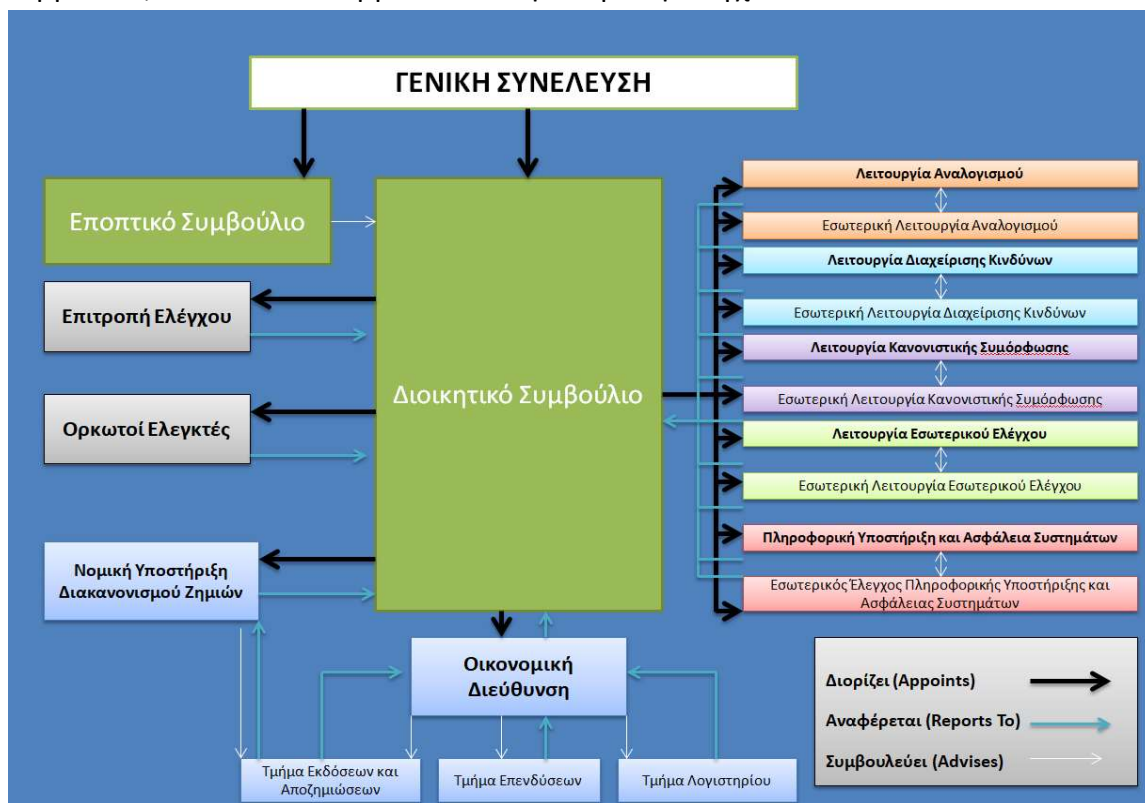 ΓΕΝΙΚΗ ΣΥΝΕΛΕΥΣΗ
Εποπτικό Συμβούλιο
Επιτροπή Ελέγχου
Ορκωτοί Ελεγκτές
Νομική Υποστήριξη
Διακανονισμού Ζημιών
Διοικητικό Συμβούλιο
Οικονομική
Διεύθυνση
Τμήμα Εκδόσεων και
Αποζημιώσεων
Τμήμα Επενδύσεων
Τμήμα Λογιστηρίου
Λειτουργία Αναλογισμού
Εσωτερική Λειτουργία Αναλογισμού
Λειτουργία Διαχείρισης Κινδύνων
Εσωτερική Λειτουργία Διαχείρισης Κινδύνων
Λειτουργία Κανονιστικής Συμόρφωσης
Εσωτερική Λειτουργία Κανονιστικής Συμόρφωσης
Λειτουργία Εσωτερικού Ελέγχου
Εσωτερική Λειτουργία Εσωτερικού Ελέγχου
Πληροφορική Υποστήριξη και Ασφάλεια Συστημάτων
Εσωτερικός Έλεγχος Πληροφορικής Υποστήριξης και
Ασφάλειας Συστημάτων
Διορίζει (Appoints)
Αναφέρεται (Reports To)
Συμβουλεύει (Advises)